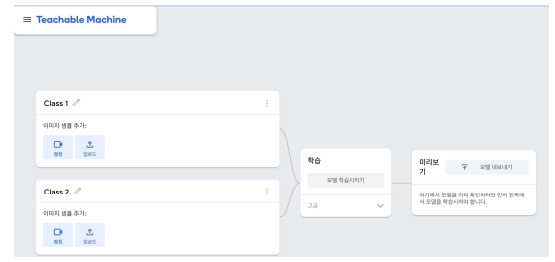 Teachable Machine
Class 1
이미지 샘플 추가:
웹캠 업로드
Class 2
이미지 샘플 추가:
웹캠 업로드
학습
모델 학습시키기
고급
미리보
기
모델 내보내기
여기에서 모델을 미리 확인하려면 먼저 왼쪽에
서 모델을 학습시켜야 합니다.